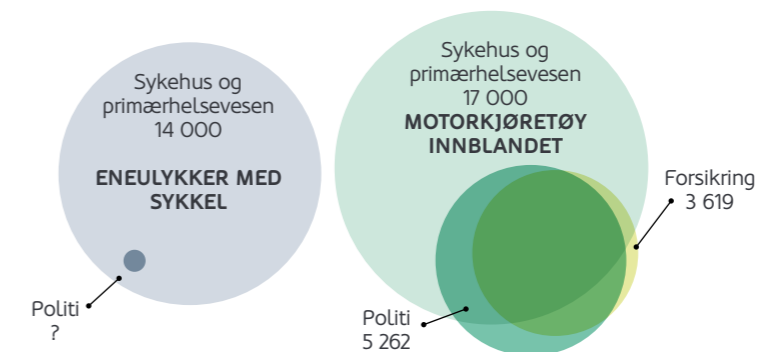 Sykehus og
primærhelsevesen
14 000
ENEULYKKER MED
SYKKEL
Politi
?
Sykehus og
primærhelsevesen
17 000
MOTORKJØRETØY
INNBLANDET
Forsikring
3 619
Politi
5 262